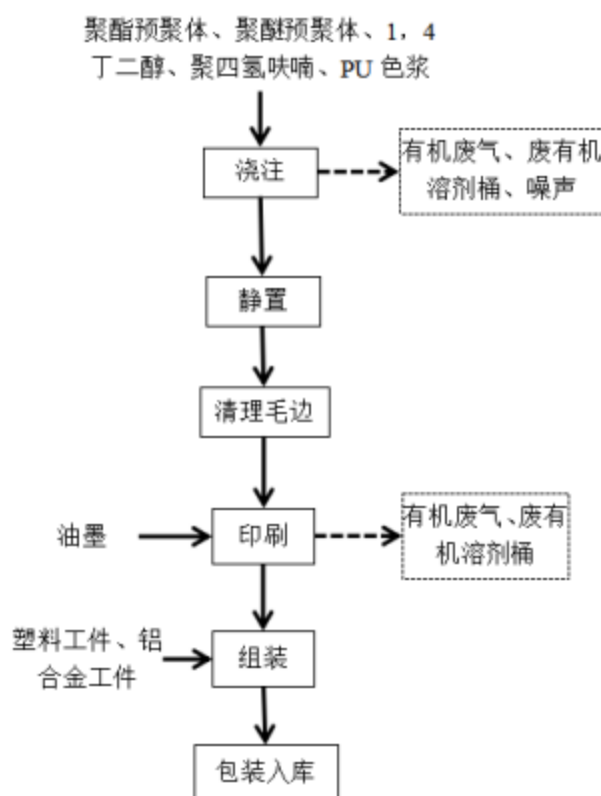 聚酯预聚体、聚醚预聚体、1，4
丁二醇、聚四氢呋喃、PU 色浆
浇注
有机废气、废有机
溶剂桶、噪声
静置
清理毛边
油墨
印刷
有机废气、废有
机溶剂桶
塑料工件、铝
合金工件
组装
包装入库